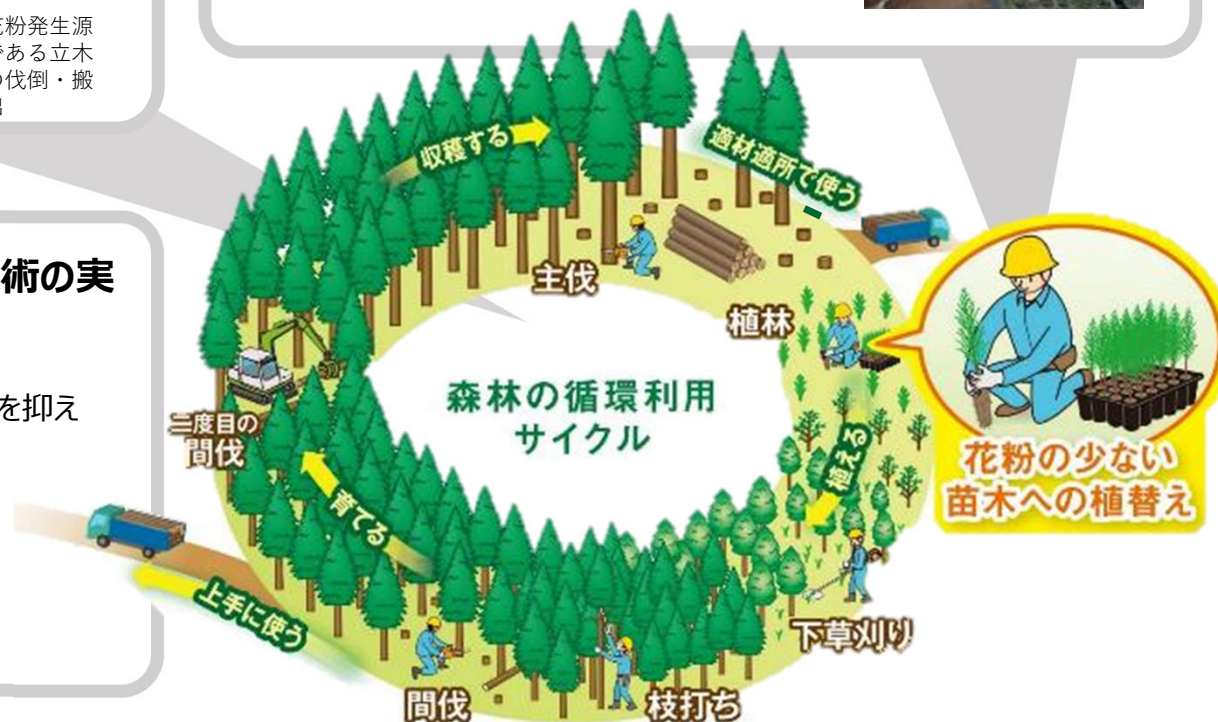 花粉発生源
である立木
の伐倒・搬
術の実
を抑え
収穫する
適材適所で使う
主伐
植林
森林の循環利用
サイクル
二度目の
間伐
植える
花粉の少ない
苗木への植替え
育てる
上手に使う
下草刈り
間伐
枝打ち